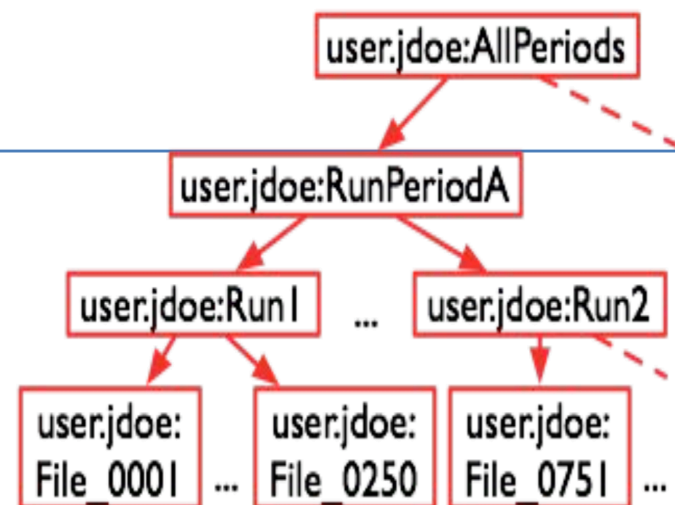 user.jdoe:AllPeriods
user.jdoe:RunPeriodA
user.jdoe:Run1
...
user.jdoe:Run2
user.jdoe:
File_0001
...
user.jdoe:
File_0250
user.jdoe:
File_0751
...